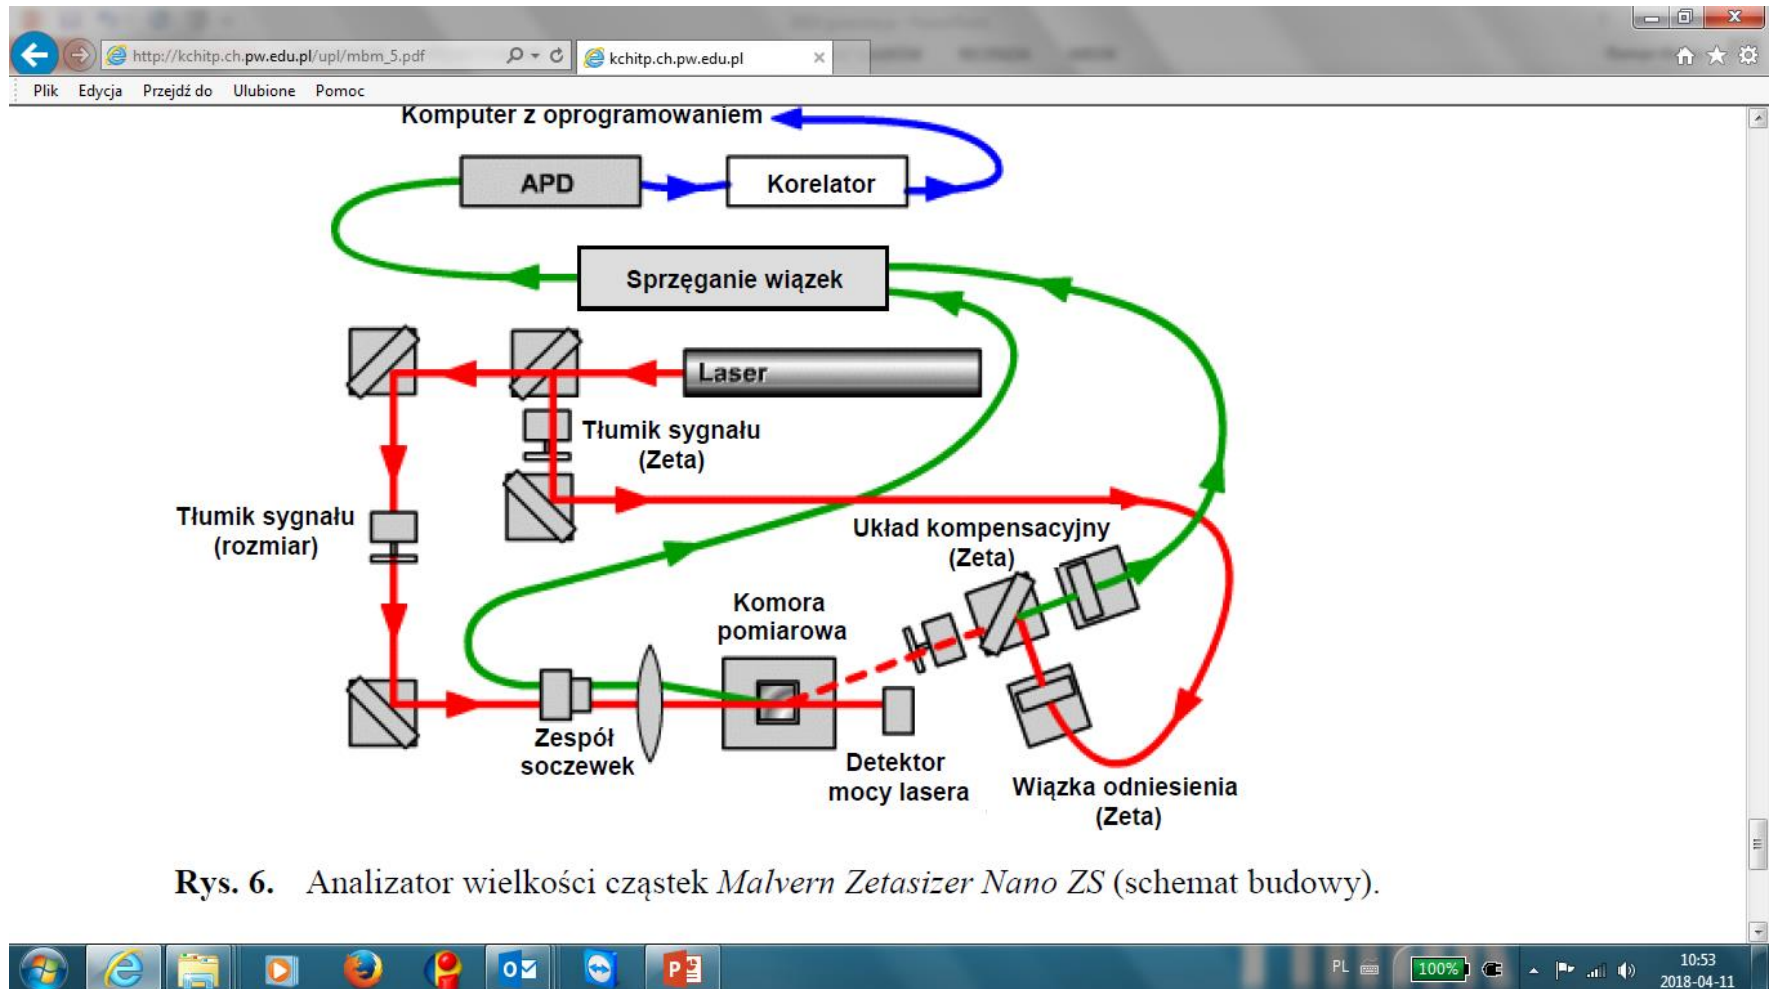 http://kchitp.ch.pw.edu.pl/upl/mbm_5.pdf
kchitp.ch.pw.edu.pl
Plik Edycja Przejdź do Ulubione Pomoc
Komputer z oprogramowaniem
APD
Korelator
Sprzęganie wiązek
Laser
Tłumik sygnału
(Zeta)
Tłumik sygnału
(rozmiar)
Układ kompensacyjny
(Zeta)
Komora
pomiarowa
Zespół
soczewek
Detektor
mocy lasera
Wiązka odniesienia
(Zeta)
Rys. 6. Analizator wielkości cząstek Malvern Zetasizer Nano ZS (schemat budowy).
PL
100%
10:53
2018-04-11